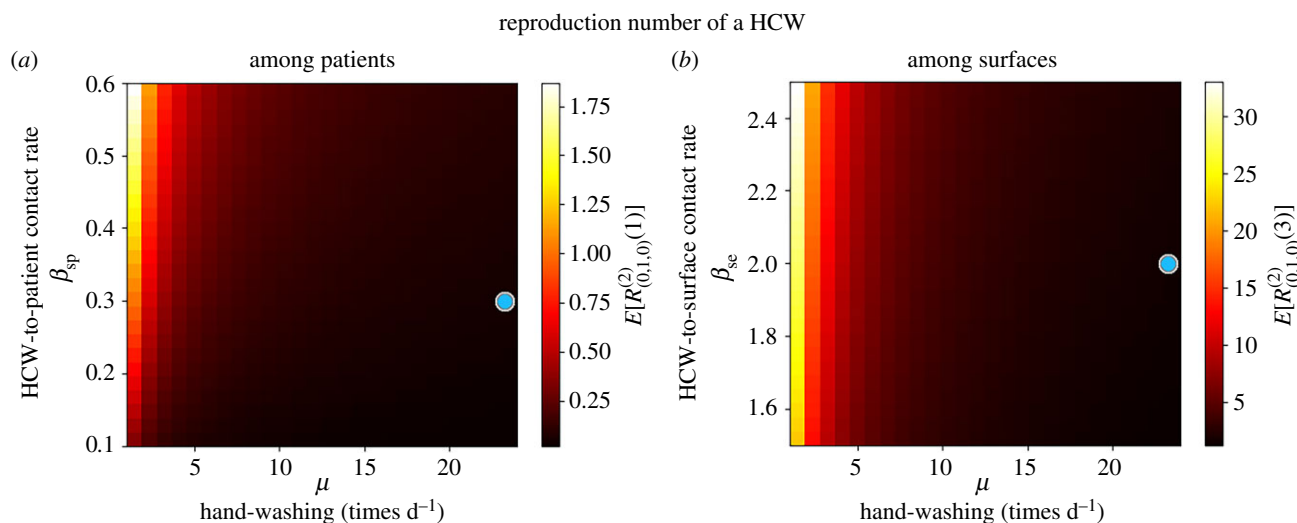 reproduction number of a HCW
(a)
among patients
HCW-to-patient contact rate
β_sp
0.6
0.5
0.4
0.3
0.2
0.1
5
10
15
20
μ
hand-washing (times d⁻¹)
1.75
1.50
1.25
1.00
0.75
0.50
0.25
E[R^(2)_(0,1,0)(1)]
(b)
among surfaces
HCW-to-surface contact rate
β_se
2.4
2.2
2.0
1.8
1.6
5
10
15
20
μ
hand-washing (times d⁻¹)
30
25
20
15
10
5
E[R^(2)_(0,1,0)(3)]